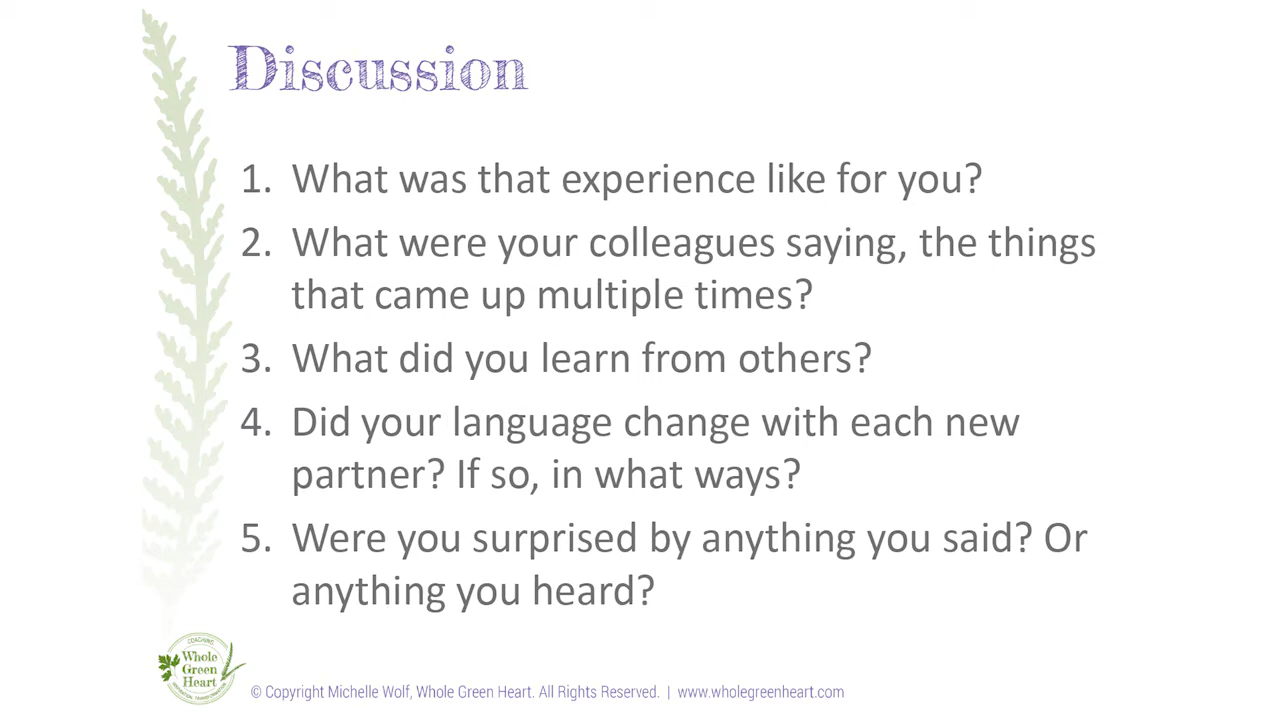 Discussion
1. What was that experience like for you?
2. What were your colleagues saying, the things
that came up multiple times?
3. What did you learn from others?
4. Did your language change with each new
partner? If so, in what ways?
5. Were you surprised by anything you said? Or
anything you heard?
COACHING
Whole
Green
Heart
© Copyright Michelle Wolf, Whole Green Heart. All Rights Reserved. | www.wholegreenheart.com